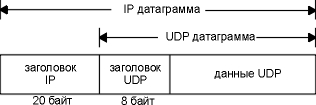 IP датаграмма
UDP датаграмма
заголовок
IP
заголовок
UDP
данные UDP
20 байт
8 байт